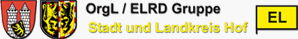 OrgL / ELRD Gruppe
Stadt und Landkreis Hof
EL